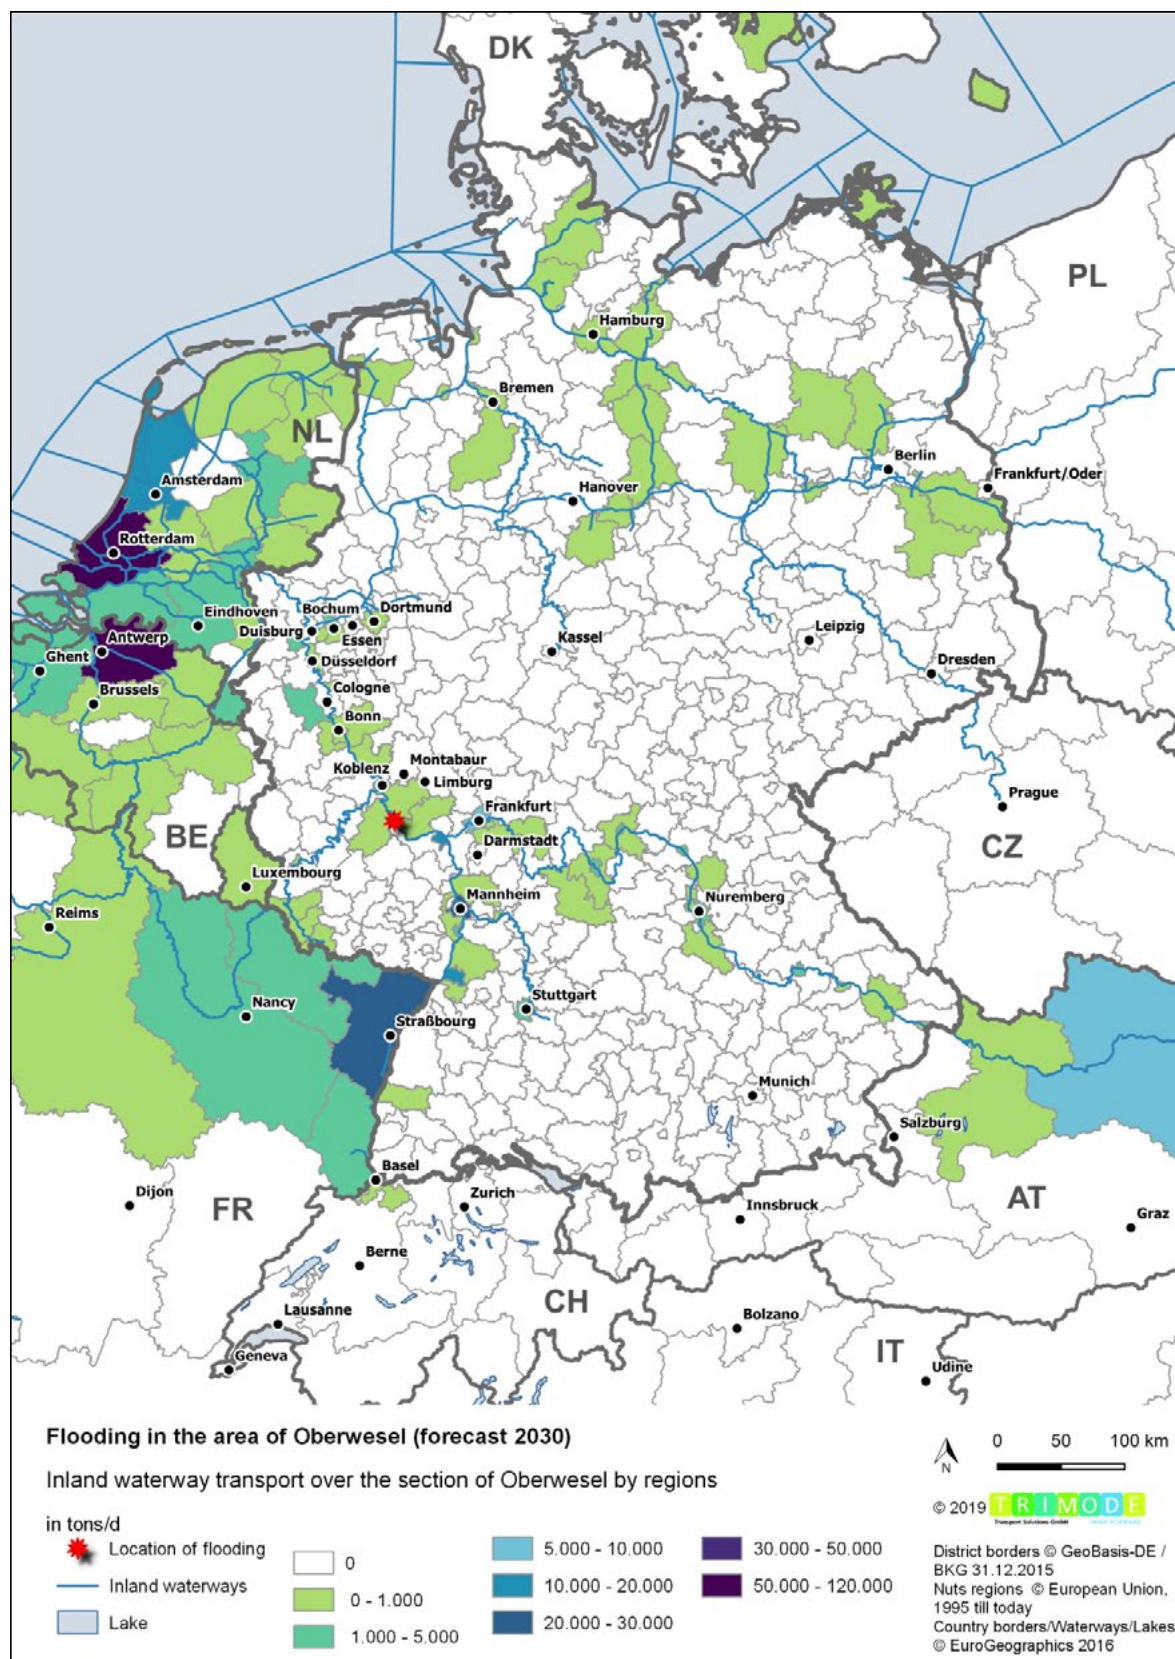 DK
PL
Hamburg
Bremen
NL
Berlin
Amsterdam
Hanover
Frankfurt/Oder
Rotterdam
Eindhoven
Bochum
Dortmund
Duisburg
Essen
Antwerp
Kassel
Leipzig
Ghent
Düsseldorf
Dresden
Brussels
Cologne
Bonn
Montabaur
Koblenz
Limburg
Prague
Frankfurt
BE
Darmstadt
CZ
Luxembourg
Mannheim
Nuremberg
Reims
Nancy
Stuttgart
Straßbourg
Munich
Salzburg
Basel
Dijon
Zurich
FR
Innsbruck
AT
Graz
Berne
CH
Lausanne
Bolzano
IT
Geneva
Udine
Flooding in the area of Oberwesel (forecast 2030)
0 50 100 km
N
Inland waterway transport over the section of Oberwesel by regions
© 2019 TRIMODE
Transport Solutions GmbH
in tons/d
Location of flooding
Inland waterways
Lake
0
0 - 1.000
1.000 - 5.000
5.000 - 10.000
10.000 - 20.000
20.000 - 30.000
30.000 - 50.000
50.000 - 120.000
District borders © GeoBasis-DE /
BKG 31.12.2015
Nuts regions © European Union,
1995 till today
Country borders/Waterways/Lakes
© EuroGeographics 2016